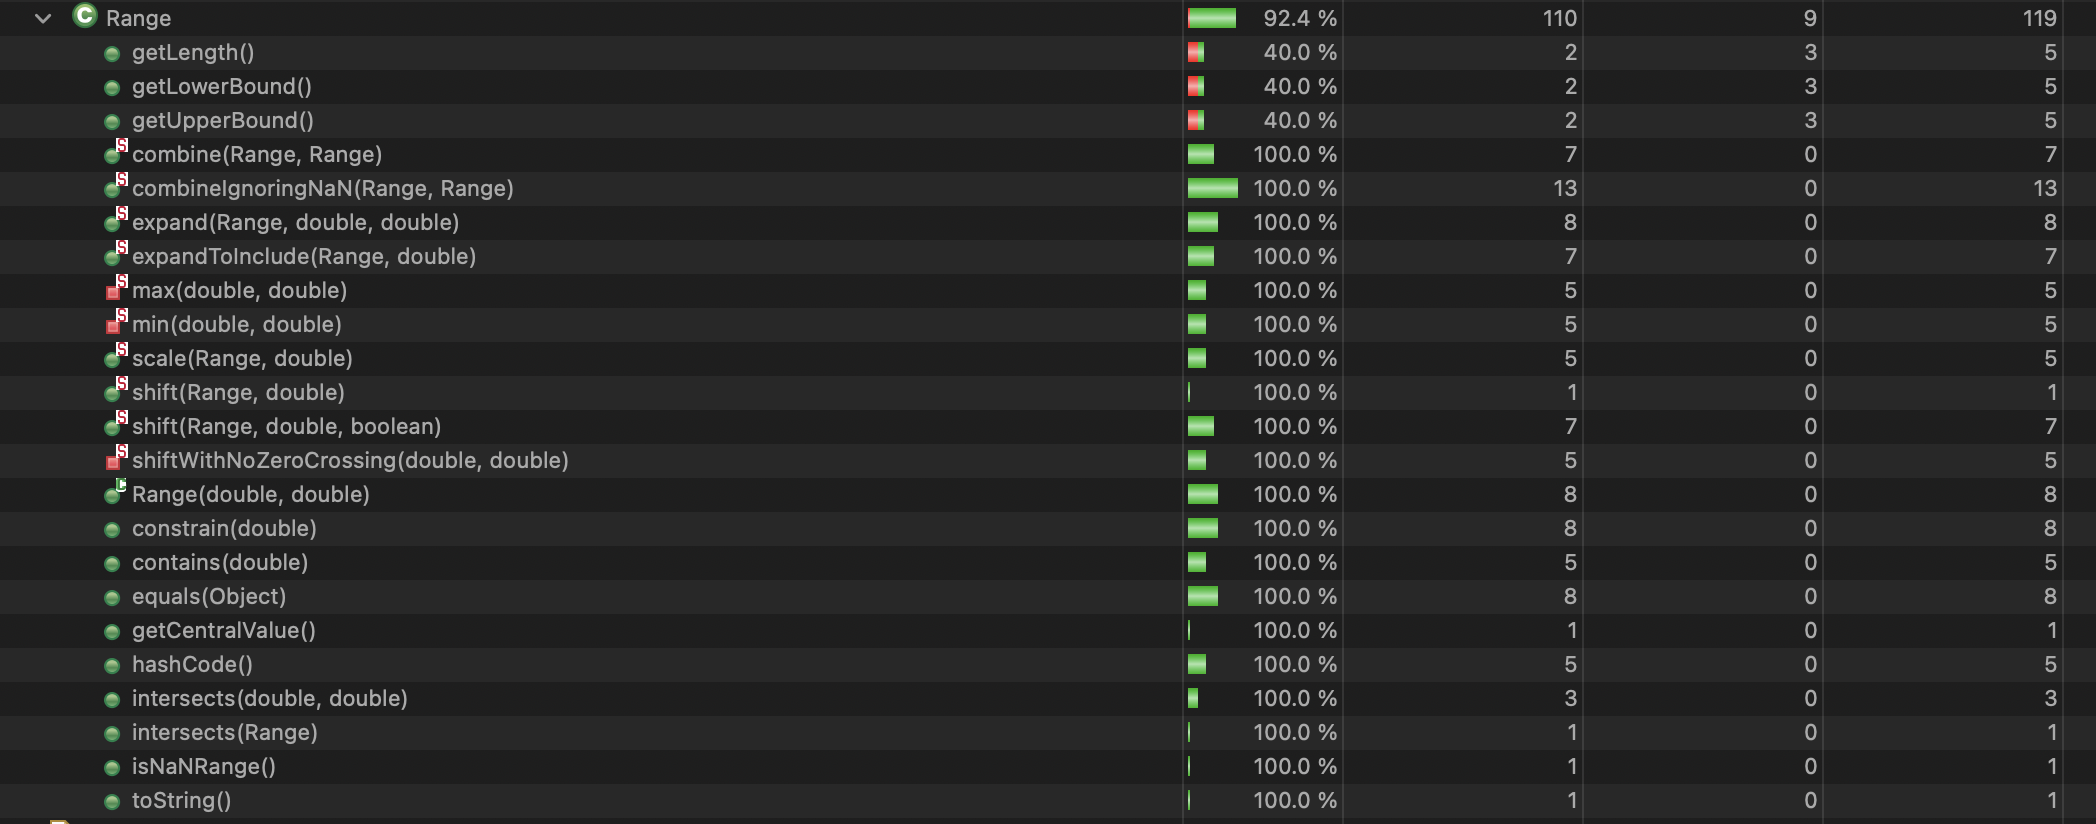 C Range 92.4 % 110 9 119
getLength() 40.0 % 2 3 5
getLowerBound() 40.0 % 2 3 5
getUpperBound() 40.0 % 2 3 5
S combine(Range, Range) 100.0 % 7 0 7
S combineIgnoringNaN(Range, Range) 100.0 % 13 0 13
S expand(Range, double, double) 100.0 % 8 0 8
S expandToInclude(Range, double) 100.0 % 7 0 7
S max(double, double) 100.0 % 5 0 5
S min(double, double) 100.0 % 5 0 5
S scale(Range, double) 100.0 % 5 0 5
S shift(Range, double) 100.0 % 1 0 1
S shift(Range, double, boolean) 100.0 % 7 0 7
S shiftWithNoZeroCrossing(double, double) 100.0 % 5 0 5
C Range(double, double) 100.0 % 8 0 8
constrain(double) 100.0 % 8 0 8
contains(double) 100.0 % 5 0 5
equals(Object) 100.0 % 8 0 8
getCentralValue() 100.0 % 1 0 1
hashCode() 100.0 % 5 0 5
intersects(double, double) 100.0 % 3 0 3
intersects(Range) 100.0 % 1 0 1
isNaNRange() 100.0 % 1 0 1
toString() 100.0 % 1 0 1